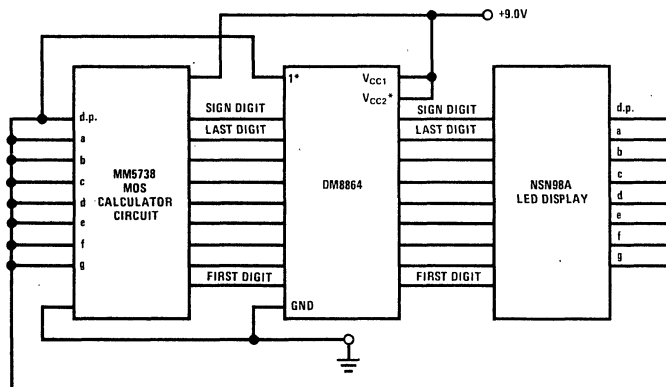 +9.0V
1*
VCC1
VCC2*
d.p.
a
b
c
d
e
f
g
MM5738
MOS
CALCULATOR
CIRCUIT
SIGN DIGIT
LAST DIGIT
FIRST DIGIT
DM8864
GND
SIGN DIGIT
LAST DIGIT
FIRST DIGIT
NSN98A
LED DISPLAY
d.p.
a
b
c
d
e
f
g